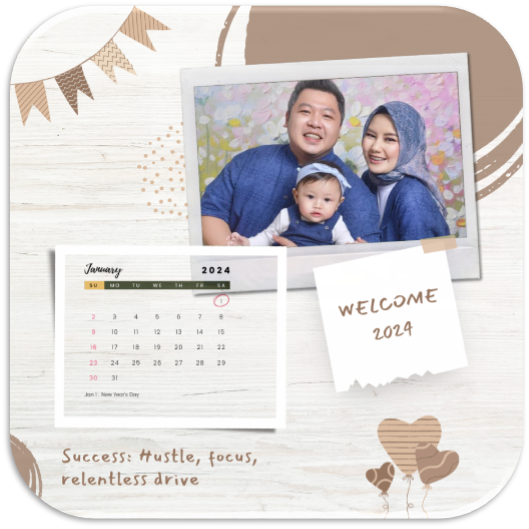 January 2024
SU MO TU WE TH FR SA
1
2 3 4 5 6 7 8
9 10 11 12 13 14 15
16 17 18 19 20 21 22
23 24 25 26 27 28 29
30 31
Jan 1: New Year's Day
WELCOME
2024
Success: Hustle, focus,
relentless drive